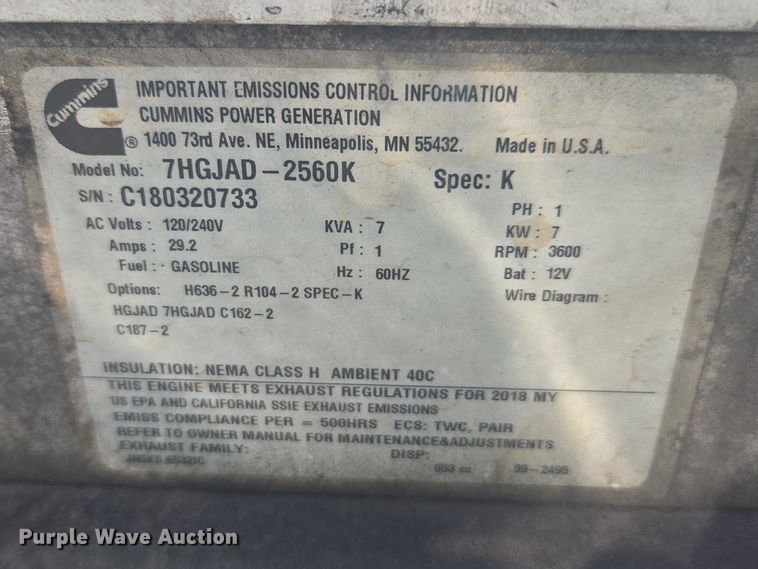 Cummins
®
IMPORTANT EMISSIONS CONTROL INFORMATION
CUMMINS POWER GENERATION
1400 73rd Ave. NE, Minneapolis, MN 55432. Made in U.S.A.
Model No: 7HGJAD-2560K Spec: K
S/N: C180320733
AC Volts: 120/240V KVA: 7 PH: 1
Amps: 29.2 Pf: 1 KW: 7
Fuel: GASOLINE Hz: 60HZ RPM: 3600
Bat: 12V
Options: H636-2 R104-2 SPEC-K Wire Diagram:
HGJAD 7HGJAD C162-2
C187-2
INSULATION: NEMA CLASS H AMBIENT 40C
THIS ENGINE MEETS EXHAUST REGULATIONS FOR 2018 MY
US EPA AND CALIFORNIA SSIE EXHAUST EMISSIONS
EMISS COMPLIANCE PER = 500HRS ECS: TWC, PAIR
REFER TO OWNER MANUAL FOR MAINTENANCE&ADJUSTMENTS
EXHAUST FAMILY: DISP:
653 cc 99-2495
Purple Wave Auction